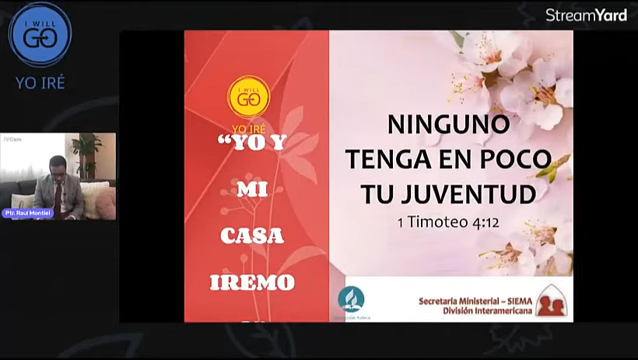 I WILL
GO
YO IRÉ
StreamYard
Ptr. Raul Montiel
I WILL
GO
YO IRÉ
“YO Y
MI
CASA
IREMO
NINGUNO
TENGA EN POCO
TU JUVENTUD
1 Timoteo 4:12
Secretaría Ministerial – SIEMA
División Interamericana